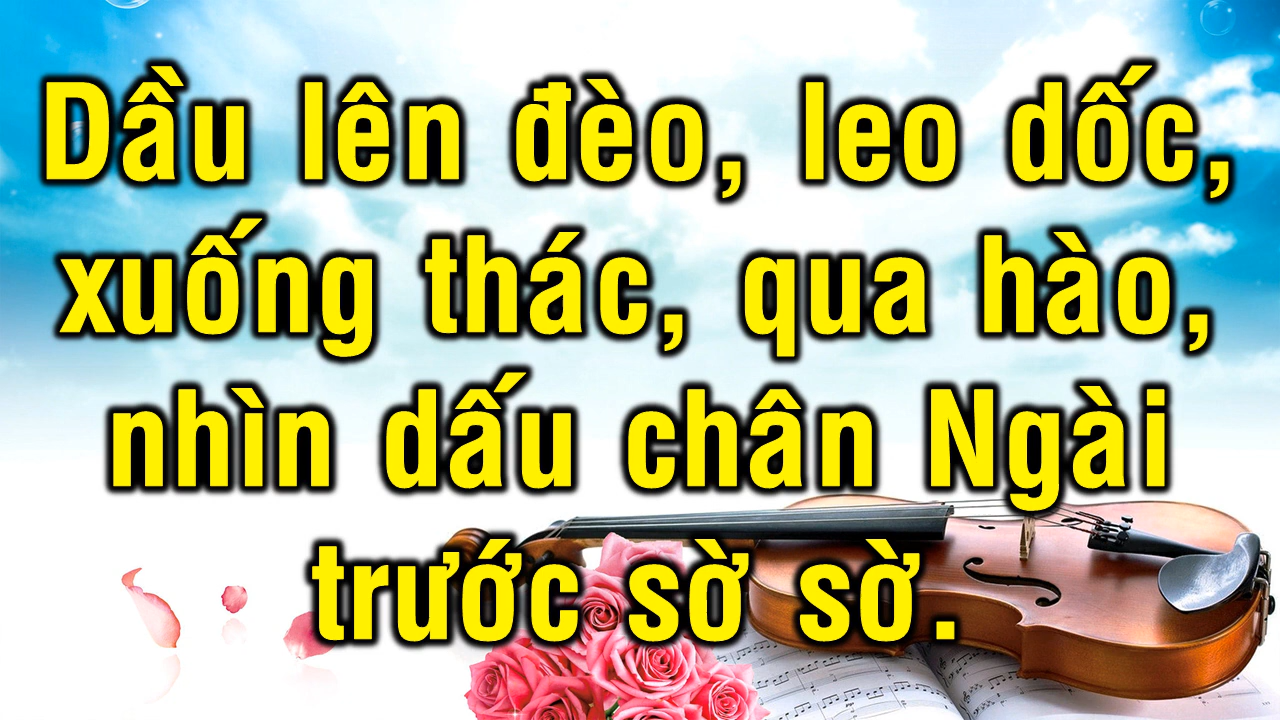 Dầu lên đèo, leo dốc,
xuống thác, qua hào,
nhìn dấu chân Ngài
trước sờ sờ.